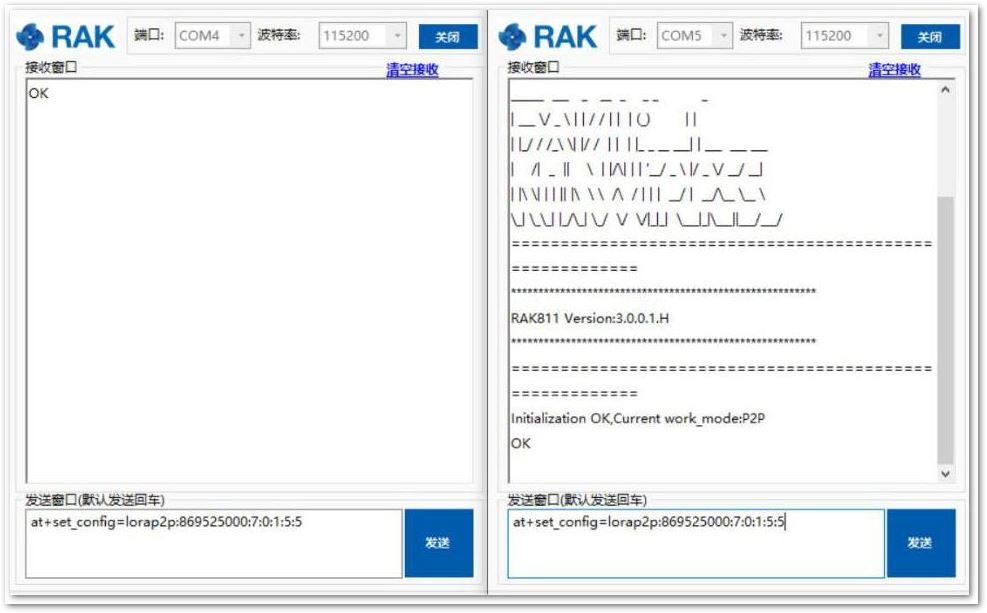 RAK 端口: COM4 波特率: 115200 关闭
接收窗口 清空接收
OK
发送窗口(默认发送回车)
at+set_config=lorap2p:869525000:7:0:1:5:5
发送
RAK 端口: COM5 波特率: 115200 关闭
接收窗口 清空接收
===========================================
=============
********************************************************
RAK811 Version:3.0.0.1.H
********************************************************
===========================================
=============
Initialization OK,Current work_mode:P2P
OK
发送窗口(默认发送回车)
at+set_config=lorap2p:869525000:7:0:1:5:5
发送